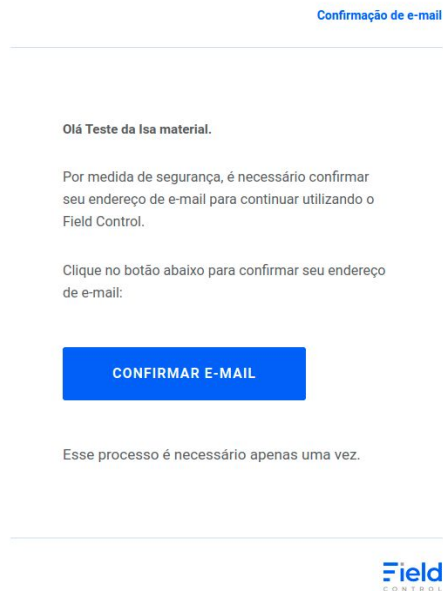 Confirmação de e-mail
Olá Teste da Isa material.
Por medida de segurança, é necessário confirmar
seu endereço de e-mail para continuar utilizando o
Field Control.
Clique no botão abaixo para confirmar seu endereço
de e-mail:
CONFIRMAR E-MAIL
Esse processo é necessário apenas uma vez.
Field
CONTROL